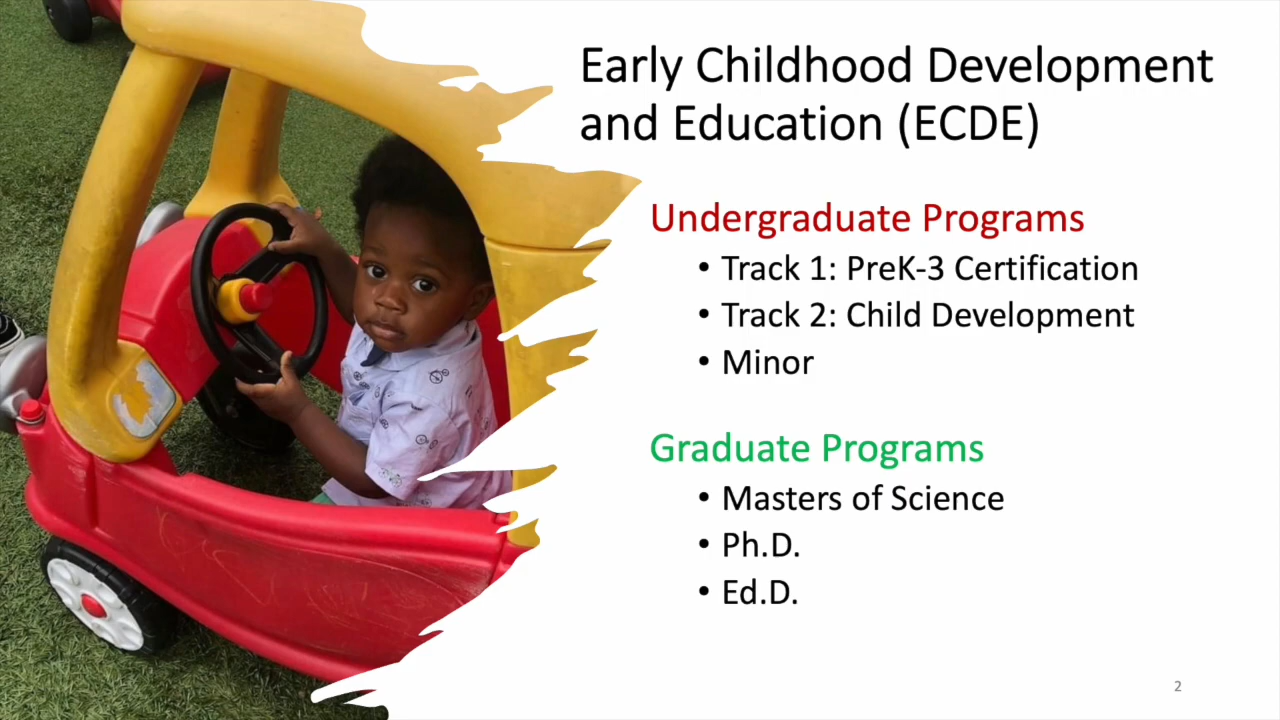 Early Childhood Development
and Education (ECDE)
Undergraduate Programs
• Track 1: PreK-3 Certification
• Track 2: Child Development
• Minor
Graduate Programs
• Masters of Science
• Ph.D.
• Ed.D.
2